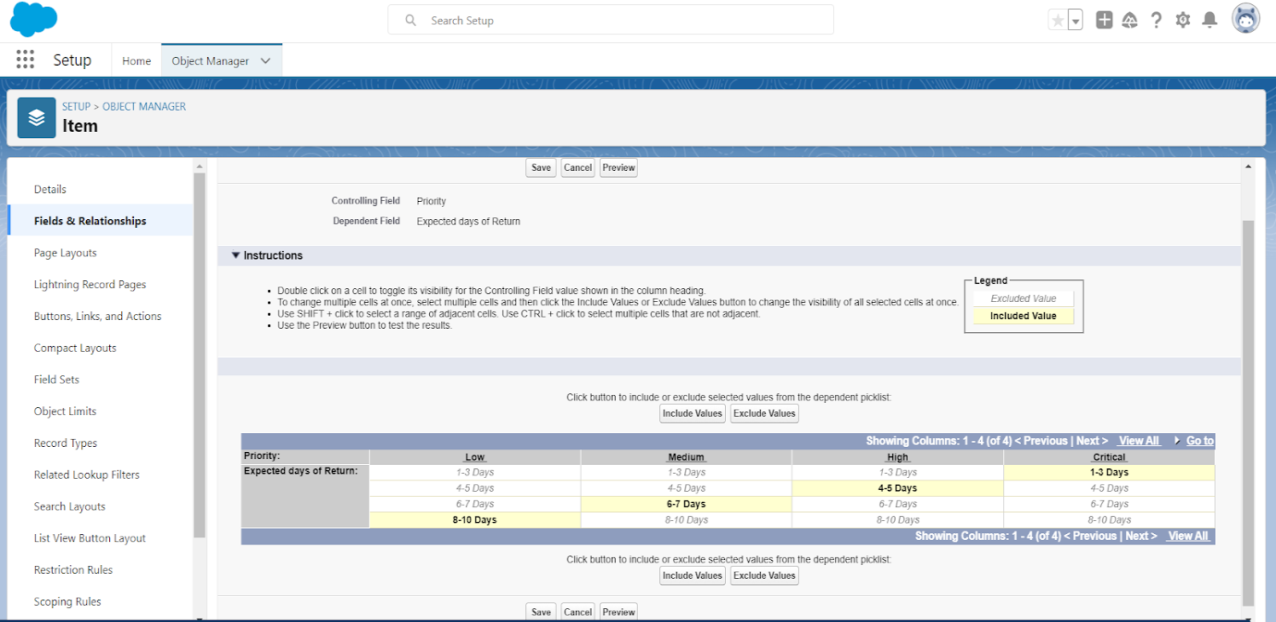 Search Setup
Setup
Home
Object Manager
SETUP > OBJECT MANAGER
Item
Details
Fields & Relationships
Page Layouts
Lightning Record Pages
Buttons, Links, and Actions
Compact Layouts
Field Sets
Object Limits
Record Types
Related Lookup Filters
Search Layouts
List View Button Layout
Restriction Rules
Scoping Rules
Save Cancel Preview
Controlling Field Priority
Dependent Field Expected days of Return
Instructions
• Double click on a cell to toggle its visibility for the Controlling Field value shown in the column heading.
• To change multiple cells at once, select multiple cells and then click the Include Values or Exclude Values button to change the visibility of all selected cells at once.
• Use SHIFT + click to select a range of adjacent cells. Use CTRL + click to select multiple cells that are not adjacent.
• Use the Preview button to test the results.
Legend
Excluded Value
Included Value
Click button to include or exclude selected values from the dependent picklist:
Include Values Exclude Values
Showing Columns: 1 - 4 (of 4) < Previous | Next > View All Go to
Priority: Low Medium High Critical
Expected days of Return: 1-3 Days 1-3 Days 1-3 Days 1-3 Days
4-5 Days 4-5 Days 4-5 Days 4-5 Days
6-7 Days 6-7 Days 6-7 Days 6-7 Days
8-10 Days 8-10 Days 8-10 Days 8-10 Days
Showing Columns: 1 - 4 (of 4) < Previous | Next > View All
Click button to include or exclude selected values from the dependent picklist:
Include Values Exclude Values
Save Cancel Preview